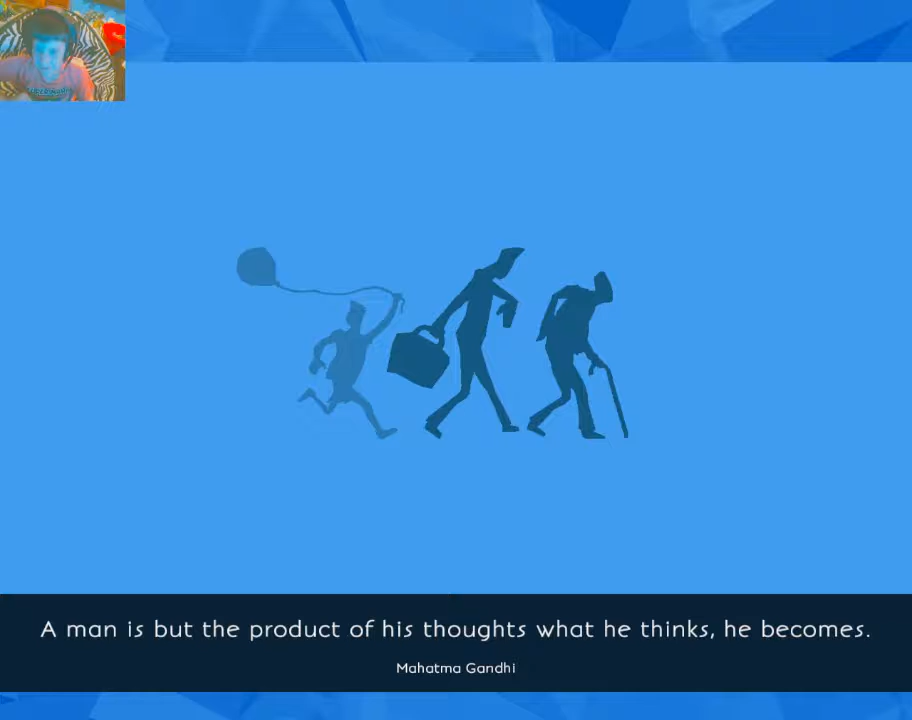 A man is but the product of his thoughts what he thinks, he becomes.
Mahatma Gandhi